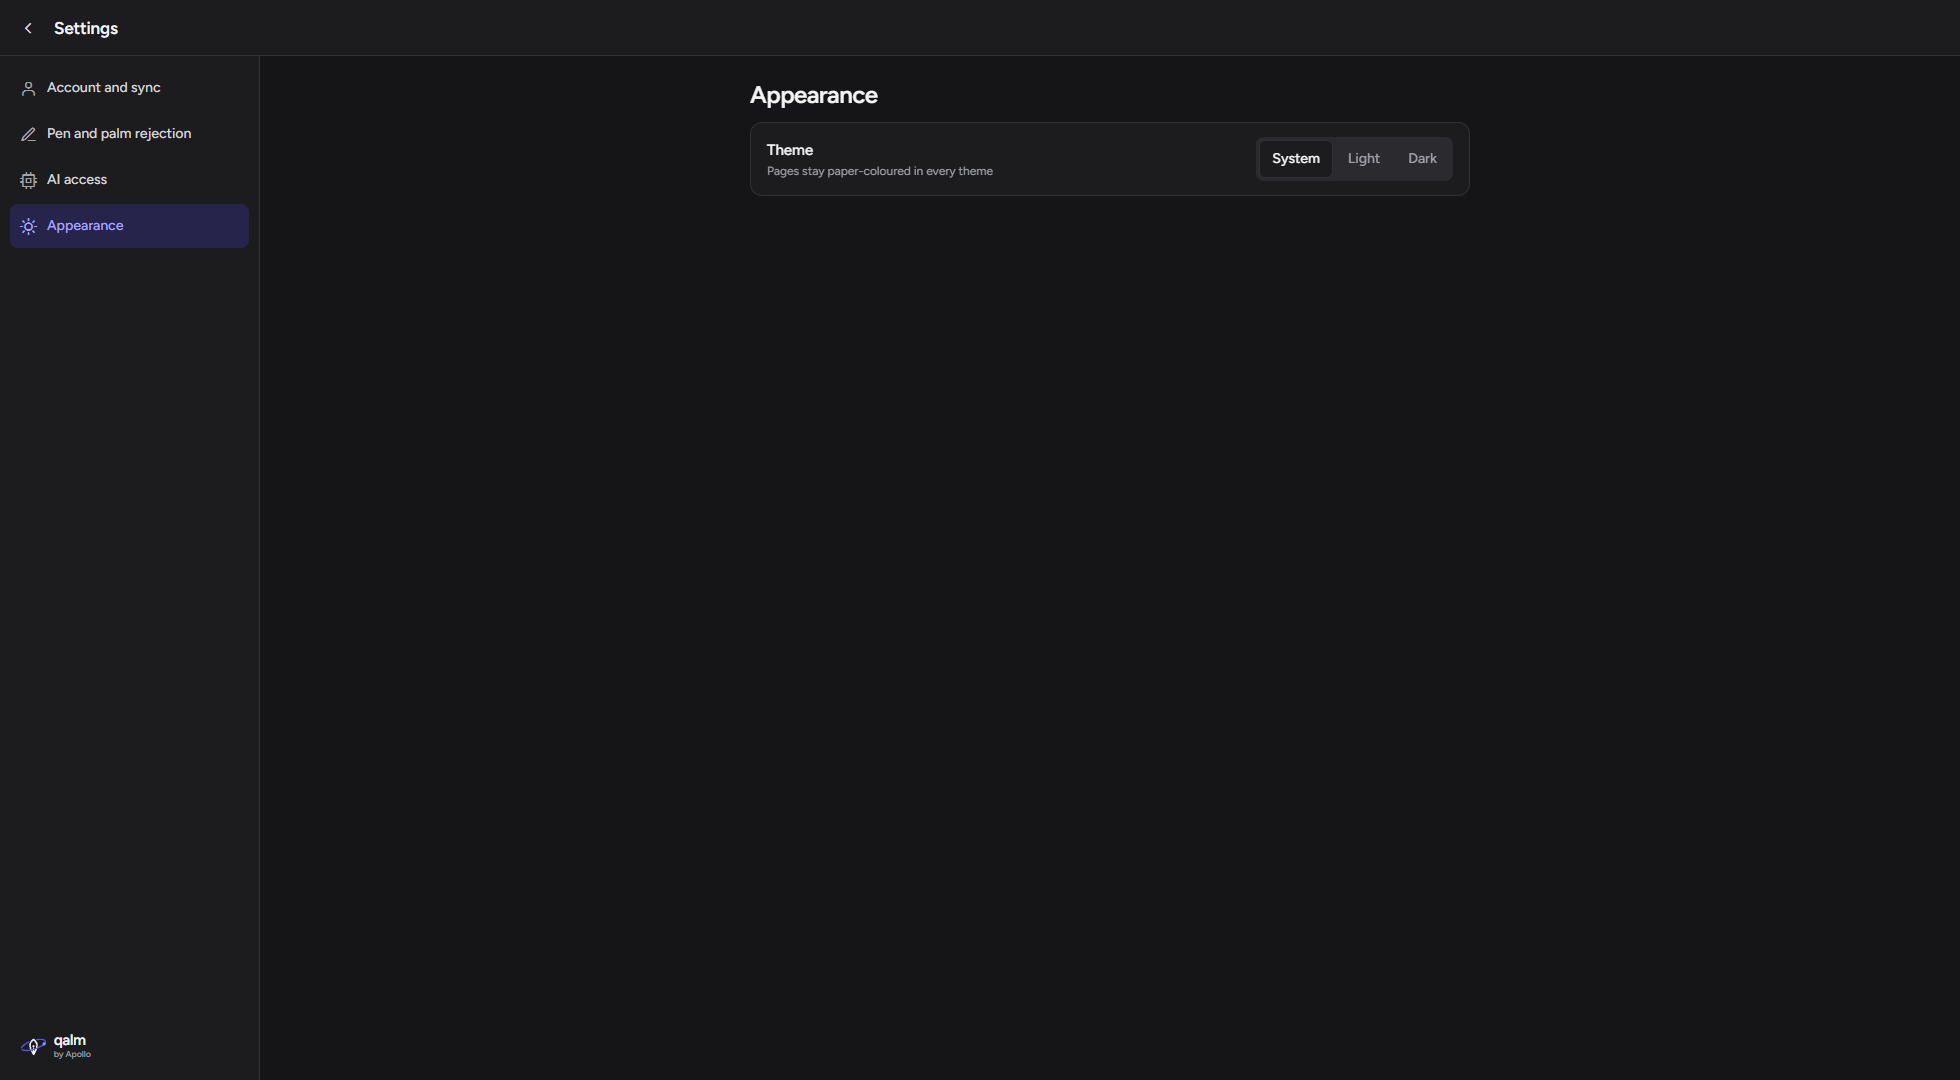 Settings
Account and sync
Pen and palm rejection
AI access
Appearance
Appearance
Theme
Pages stay paper-coloured in every theme
System
Light
Dark
qalm
by Apollo